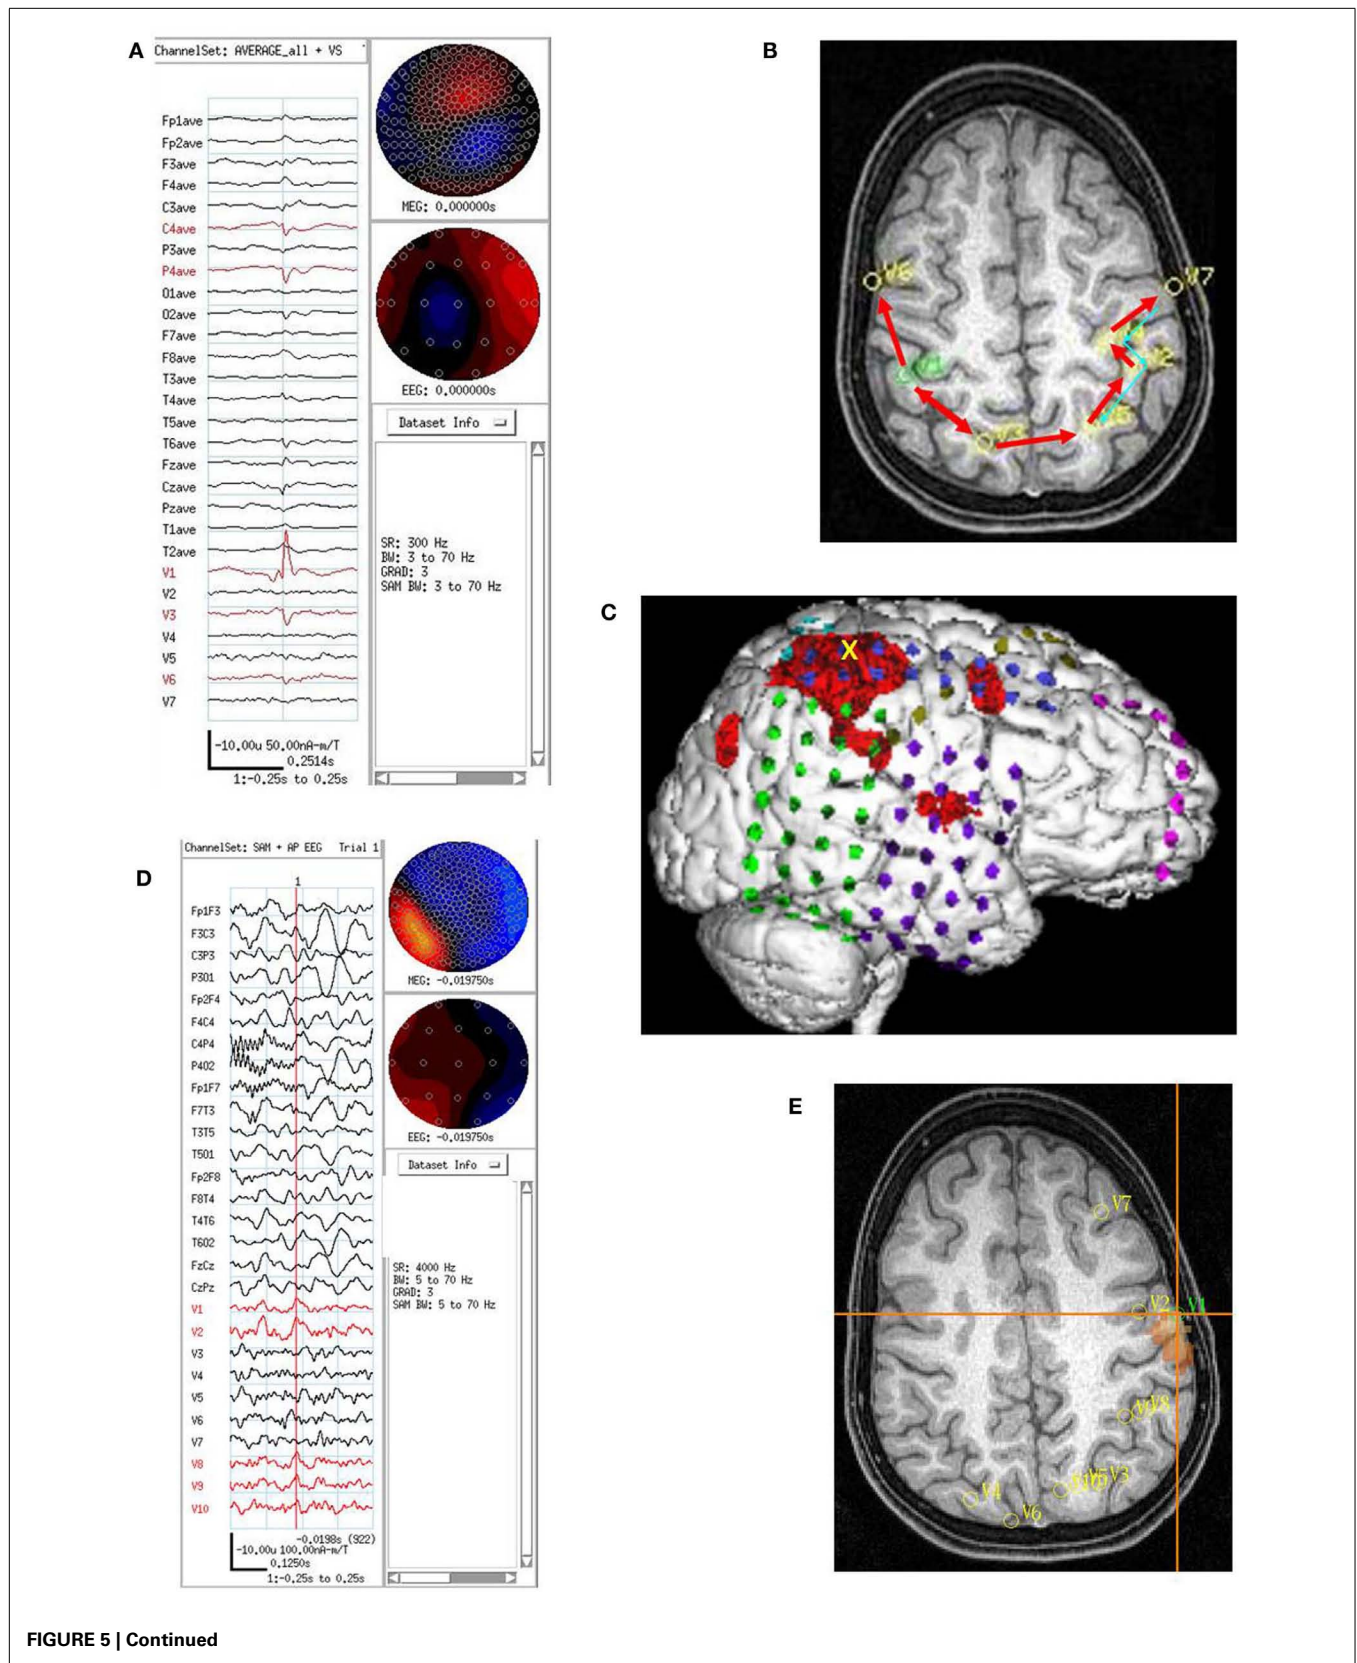 A
ChannelSet: AVERAGE_all + VS
Fp1ave
Fp2ave
F3ave
F4ave
C3ave
C4ave
P3ave
P4ave
O1ave
O2ave
F7ave
F8ave
T3ave
T4ave
T5ave
T6ave
Fzave
Czave
Pzave
T1ave
T2ave
V1
V2
V3
V4
V5
V6
V7
-10.00u 50.00nA-m/T
0.2514s
1:-0.25s to 0.25s
MEG: 0.000000s
EEG: 0.000000s
Dataset Info
SR: 300 Hz
BW: 3 to 70 Hz
GRAD: 3
SAM BW: 3 to 70 Hz
B
V6
V7
V3
C
X
D
ChannelSet: SAM + AP EEG Trial 1
1
Fp1F3
F3C3
C3P3
P3O1
Fp2F4
F4C4
C4P4
P4O2
Fp1F7
F7T3
T3T5
T5O1
Fp2F8
F8T4
T4T6
T6O2
FzCz
CzPz
V1
V2
V3
V4
V5
V6
V7
V8
V9
V10
-0.0198s (922)
-10.00u 100.00nA-m/T
0.1250s
1:-0.25s to 0.25s
MEG: -0.019750s
EEG: -0.019750s
Dataset Info
SR: 4000 Hz
BW: 5 to 70 Hz
GRAD: 3
SAM BW: 5 to 70 Hz
E
V7
V2
V1
V8
V3
V4
V6
FIGURE 5 | Continued